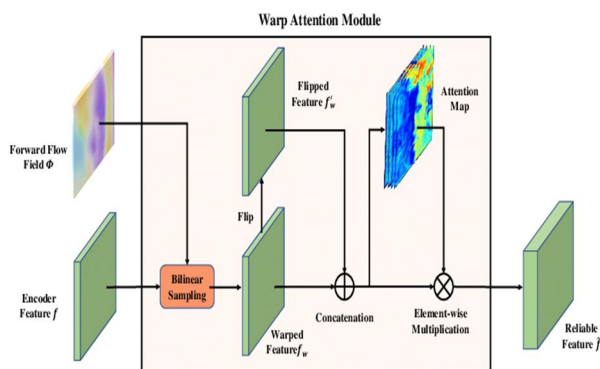 Warp Attention Module
Flipped
Feature f'w
Attention
Map
Forward Flow
Field Φ
Flip
Bilinear
Sampling
Encoder
Feature f
Warped
Featurefw
Concatenation
Element-wise
Multiplication
Reliable
Feature f̃